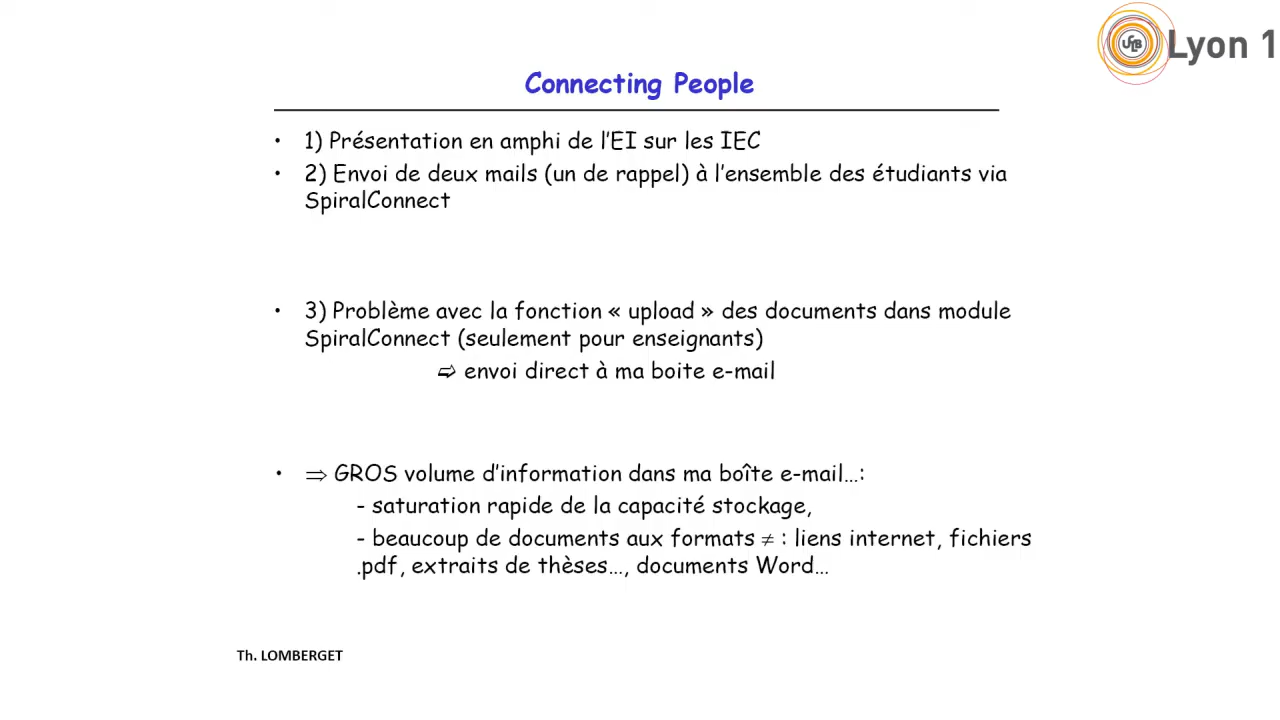 UCLB Lyon 1
Connecting People
• 1) Présentation en amphi de l'EI sur les IEC
• 2) Envoi de deux mails (un de rappel) à l'ensemble des étudiants via
SpiralConnect
• 3) Problème avec la fonction « upload » des documents dans module
SpiralConnect (seulement pour enseignants)
➯ envoi direct à ma boite e-mail
• ⇒ GROS volume d'information dans ma boîte e-mail…:
- saturation rapide de la capacité stockage,
- beaucoup de documents aux formats ≠ : liens internet, fichiers
.pdf, extraits de thèses…, documents Word…
Th. LOMBERGET